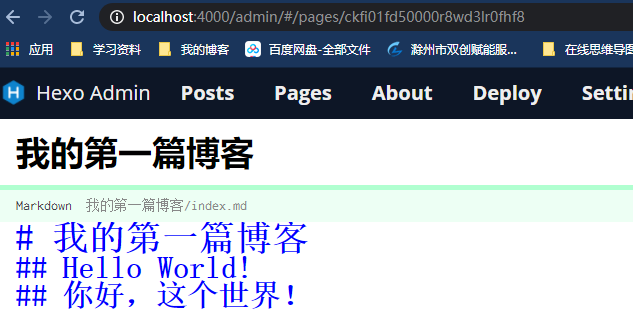 localhost:4000/admin/#/pages/ckfi01fd50000r8wd3lr0fhf8
应用 学习资料 我的博客 百度网盘-全部文件 滁州市双创赋能服... 在线思维导图
Hexo Admin Posts Pages About Deploy Settin
我的第一篇博客
Markdown 我的第一篇博客/index.md
# 我的第一篇博客
## Hello World!
## 你好，这个世界！